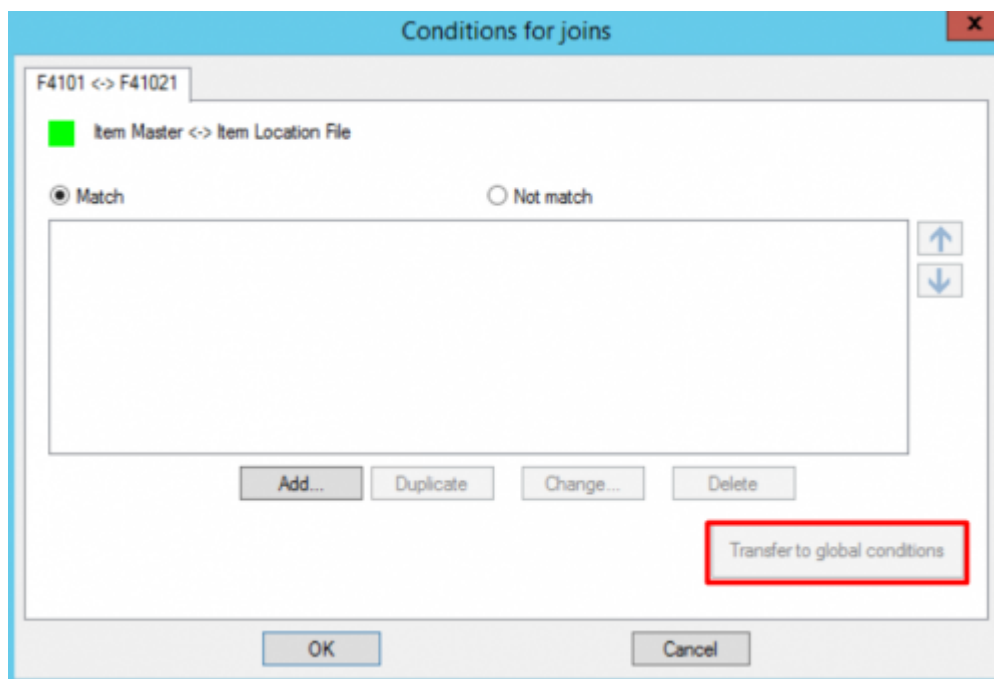 Conditions for joins
x
F4101 <-> F41021
Item Master <-> Item Location File
Match
Not match
Add...
Duplicate
Change...
Delete
Transfer to global conditions
OK
Cancel